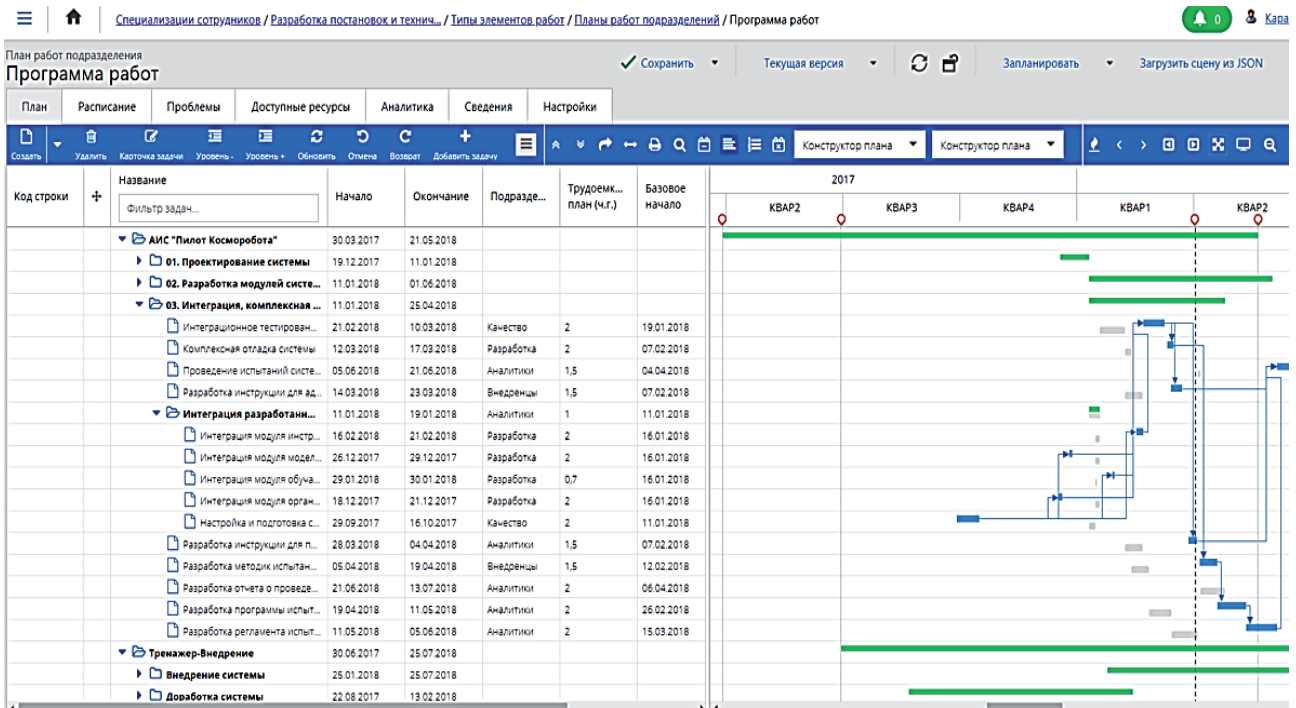 Специализации сотрудников / Разработка постановок и технич... / Типы элементов работ / Планы работ подразделений / Программа работ 0 Кара
План работ подразделения
Программа работ
Сохранить Текущая версия Запланировать Загрузить сцену из JSON
План Расписание Проблемы Доступные ресурсы Аналитика Сведения Настройки
Создать Удалить Карточка задачи Уровень - Уровень + Обновить Отмена Возврат Добавить задачу Конструктор плана Конструктор плана
Код строки Название Начало Окончание Подразде... Трудоемк... план (ч.г.) Базовое начало 2017
Фильтр задач... КВАР2 КВАР3 КВАР4 КВАР1 КВАР2
АИС "Пилот Косморобота" 30.03.2017 21.05.2018
01. Проектирование системы 19.12.2017 11.01.2018
02. Разработка модулей систе... 11.01.2018 01.06.2018
03. Интеграция, комплексная ... 11.01.2018 25.04.2018
Интеграционное тестирован... 21.02.2018 10.03.2018 Качество 2 19.01.2018
Комплексная отладка системы 12.03.2018 17.03.2018 Разработка 2 07.02.2018
Проведение испытаний систе... 05.06.2018 21.06.2018 Аналитики 1,5 04.04.2018
Разработка инструкции для ад... 14.03.2018 23.03.2018 Внедренцы 1,5 07.02.2018
Интеграция разработанн... 11.01.2018 19.01.2018 Аналитики 1 11.01.2018
Интеграция модуля инстр... 16.02.2018 21.02.2018 Разработка 2 16.01.2018
Интеграция модуля модел... 26.12.2017 29.12.2017 Разработка 2 16.01.2018
Интеграция модуля обуча... 29.01.2018 30.01.2018 Разработка 0,7 16.01.2018
Интеграция модуля орган... 18.12.2017 21.12.2017 Разработка 2 16.01.2018
Настройка и подготовка с... 29.09.2017 16.10.2017 Качество 2 11.01.2018
Разработка инструкции для п... 28.03.2018 04.04.2018 Аналитики 1,5 07.02.2018
Разработка методик испытан... 05.04.2018 19.04.2018 Внедренцы 1,5 12.02.2018
Разработка отчета о проведе... 21.06.2018 13.07.2018 Аналитики 2 06.04.2018
Разработка программы испыт... 19.04.2018 11.05.2018 Аналитики 2 26.02.2018
Разработка регламента испыт... 11.05.2018 05.06.2018 Аналитики 2 15.03.2018
Тренажер-Внедрение 30.06.2017 25.07.2018
Внедрение системы 25.01.2018 25.07.2018
Доработка системы 22.08.2017 13.02.2018